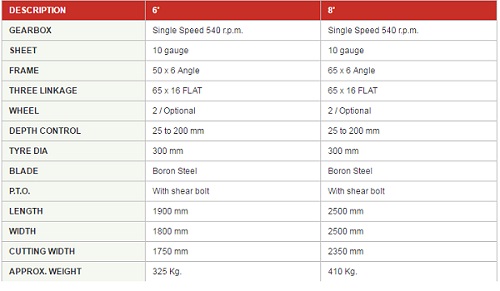 DESCRIPTION 6' 8'
GEARBOX Single Speed 540 r.p.m. Single Speed 540 r.p.m.
SHEET 10 gauge 10 gauge
FRAME 50 x 6 Angle 65 x 6 Angle
THREE LINKAGE 65 x 16 FLAT 65 x 16 FLAT
WHEEL 2 / Optional 2 / Optional
DEPTH CONTROL 25 to 200 mm 25 to 200 mm
TYRE DIA 300 mm 300 mm
BLADE Boron Steel Boron Steel
P.T.O. With shear bolt With shear bolt
LENGTH 1900 mm 2500 mm
WIDTH 1800 mm 2500 mm
CUTTING WIDTH 1750 mm 2350 mm
APPROX. WEIGHT 325 Kg. 410 Kg.